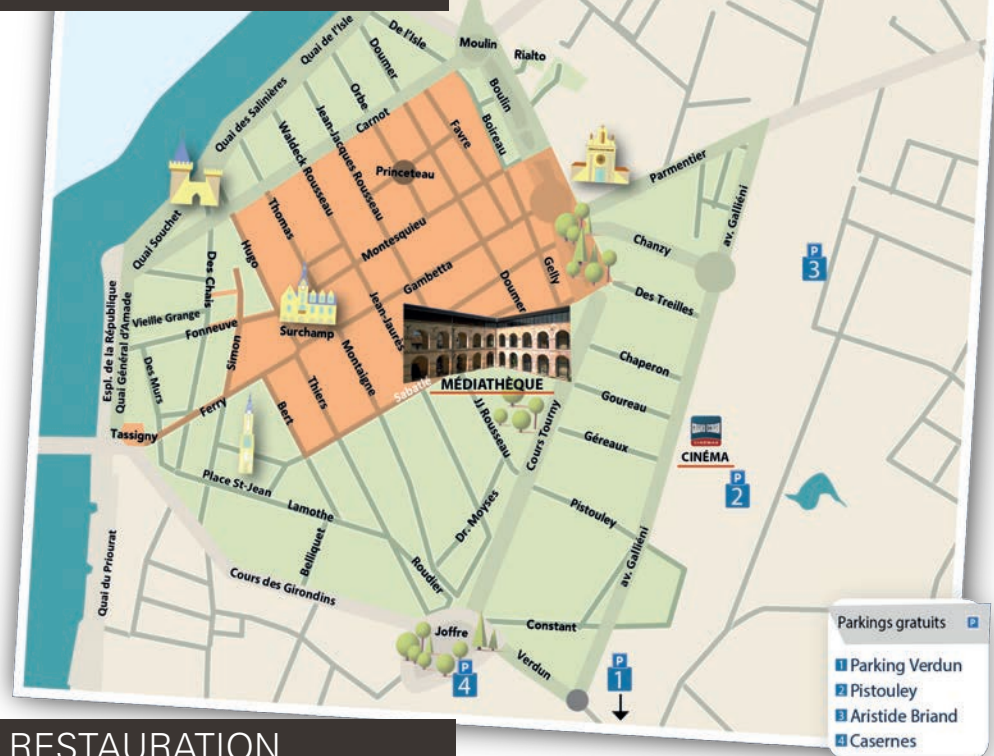 De l'Isle
Quai de l'Isle
Doumer
Moulin
Rialto
Quai des Salinières
Orbe
Boulin
Jean-Jacques Rousseau
Carnot
Waldeck Rousseau
Favre
Boireau
Princeteau
Parmentier
Quai Souchet
Thomas
Hugo
Montesquieu
av. Galliéni
Chanzy
P
3
Des Chais
Gambetta
Gelly
Doumer
Des Treilles
Espl. de la République
Quai Général d'Amade
Vieille Grange
Fonneuve
Simon
Surchamp
Jean-Jaurès
Montaigne
Sabatié
MÉDIATHÈQUE
Chaperon
Des Murs
Ferry
Bert
Thiers
JJ Rousseau
Cours Tourny
Goureau
Géreaux
CINÉMA
Tassigny
P
2
Place St-Jean
Lamothe
Dr. Moyses
Pistouley
Quai du Priourat
Belliquet
Roudier
av. Galliéni
Cours des Girondins
Joffre
Constant
Verdun
P
4
P
1
Parkings gratuits P
1 Parking Verdun
2 Pistouley
3 Aristide Briand
4 Casernes
RESTAURATION